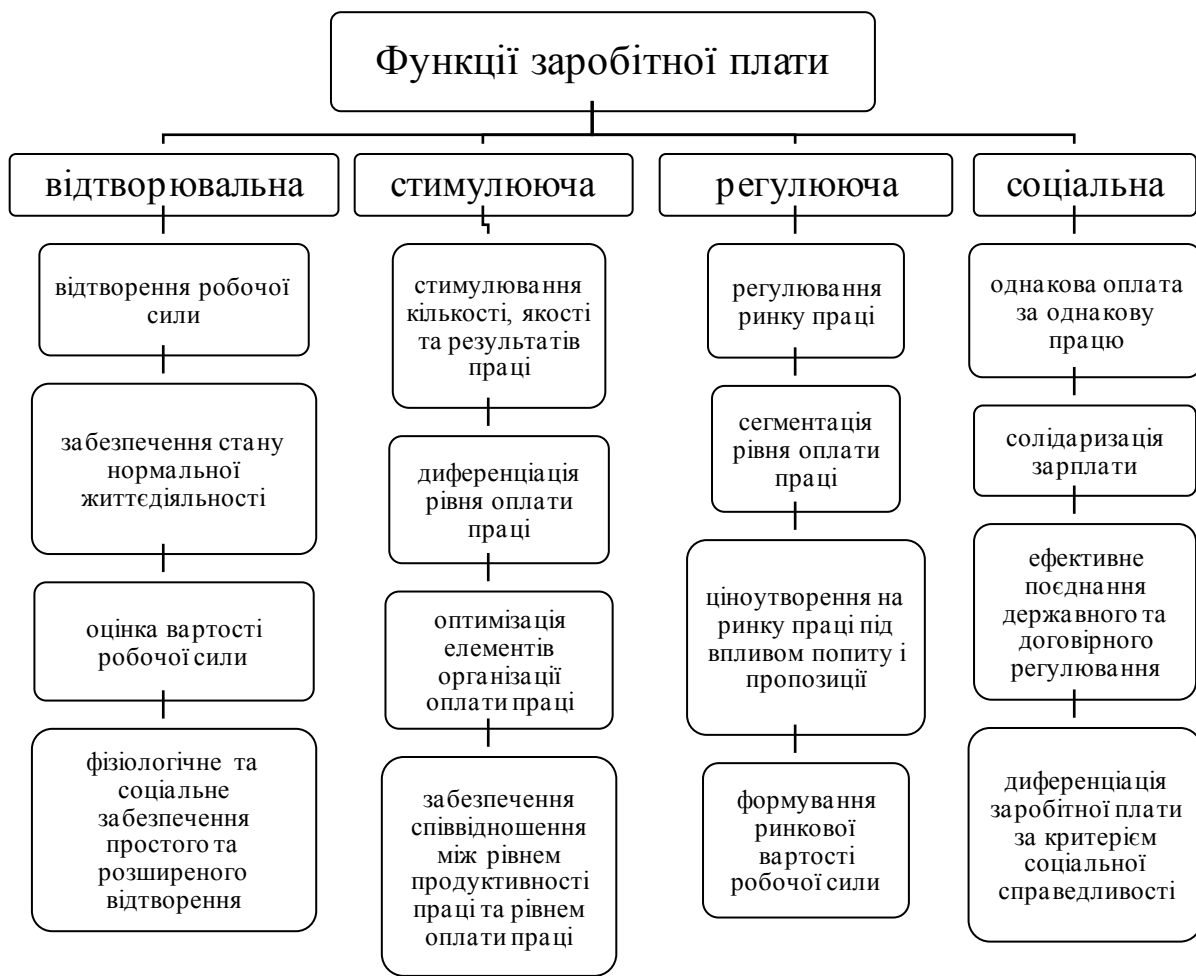 Функції заробітної плати
відтворювальна
відтворення робочої
сили
забезпечення стану
нормальної
життєдіяльності
оцінка вартості
робочої сили
фізіологічне та
соціальне
забезпечення
простого та
розширеного
відтворення
стимулююча
стимулювання
кількості, якості
та результатів
праці
диференціація
рівня оплати
праці
оптимізація
елементів
організації
оплати праці
забезпечення
співвідношення
між рівнем
продуктивності
праці та рівнем
оплати праці
регулююча
регулювання
ринку праці
сегментація
рівня оплати
праці
ціноутворення на
ринку праці під
впливом попиту і
пропозиції
формування
ринкової
вартості
робочої сили
соціальна
однакова оплата
за однакову
працю
солідаризація
зарплати
ефективне
поєднання
державного та
договірного
регулювання
диференціація
заробітної плати
за критерієм
соціальної
справедливості